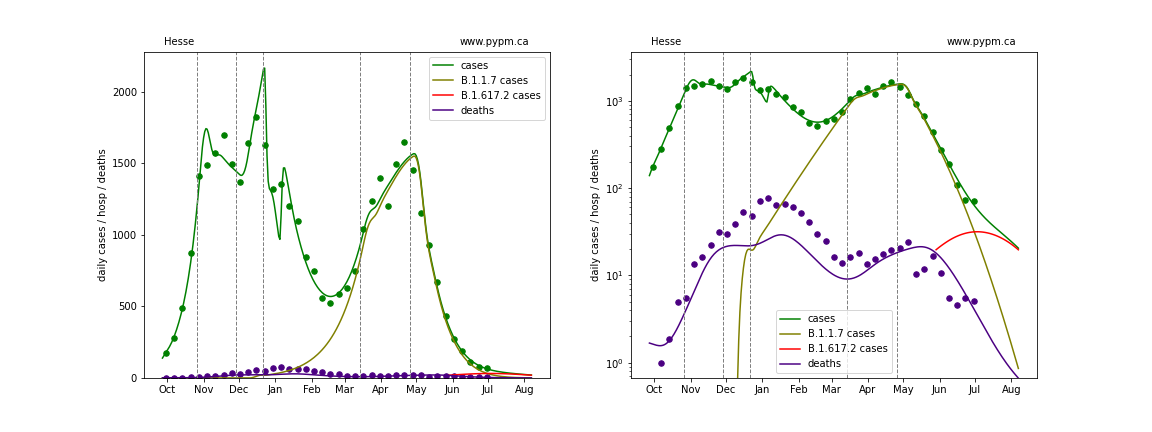 Hesse
www.pypm.ca
cases
B.1.1.7 cases
B.1.617.2 cases
deaths
daily cases / hosp / deaths
2000
1500
1000
500
0
Oct Nov Dec Jan Feb Mar Apr May Jun Jul Aug
Hesse
www.pypm.ca
daily cases / hosp / deaths
10³
10²
10¹
10⁰
cases
B.1.1.7 cases
B.1.617.2 cases
deaths
Oct Nov Dec Jan Feb Mar Apr May Jun Jul Aug